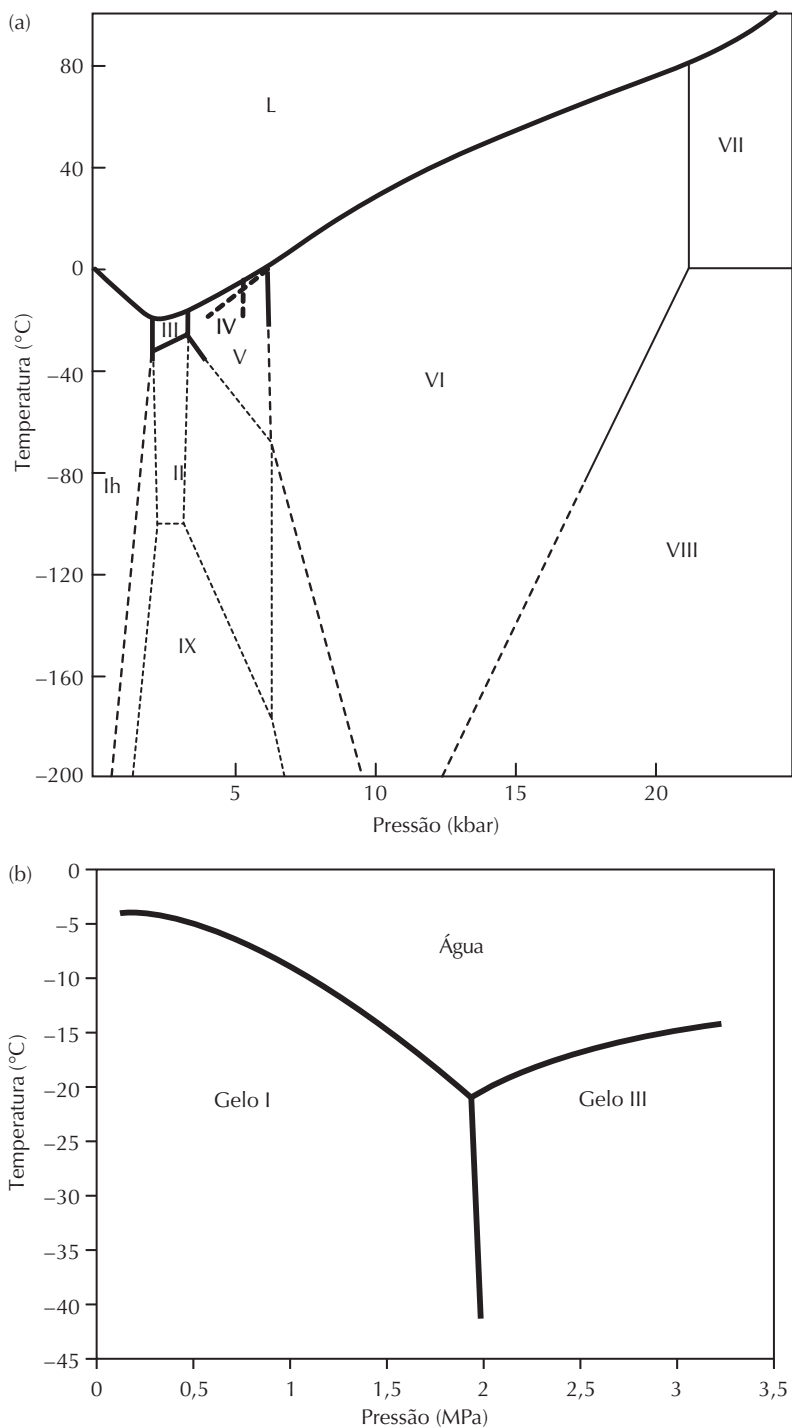 (a)
80
40
0
−40
−80
−120
−160
−200
Temperatura (°C)
L
VII
III
IV
V
VI
Ih
II
VIII
IX
5
10
15
20
Pressão (kbar)
(b)
0
−5
−10
−15
−20
−25
−30
−35
−40
−45
Temperatura (°C)
Água
Gelo I
Gelo III
0
0,5
1
1,5
2
2,5
3
3,5
Pressão (MPa)